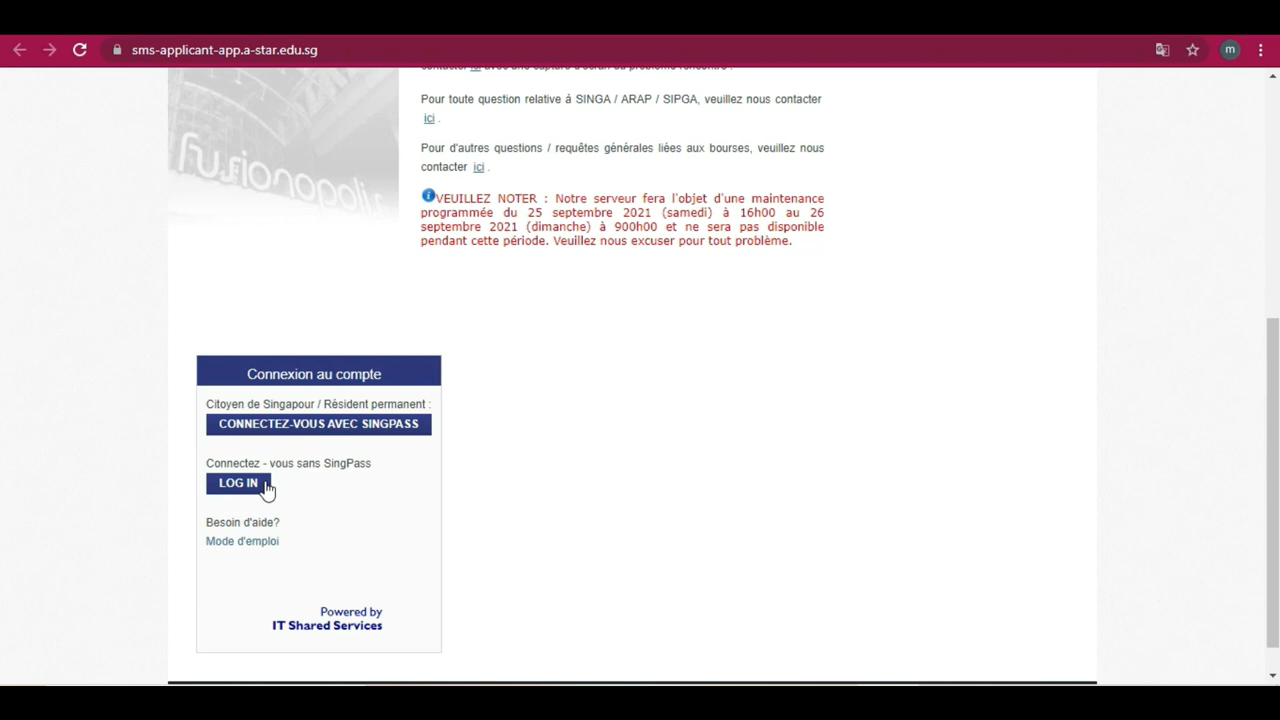 sms-applicant-app.a-star.edu.sg
m
Pour toute question relative à SINGA / ARAP / SIPGA, veuillez nous contacter
ici .
Pour d'autres questions / requêtes générales liées aux bourses, veuillez nous
contacter ici .
VEUILLEZ NOTER : Notre serveur fera l'objet d'une maintenance
programmée du 25 septembre 2021 (samedi) à 16h00 au 26
septembre 2021 (dimanche) à 900h00 et ne sera pas disponible
pendant cette période. Veuillez nous excuser pour tout problème.
Connexion au compte
Citoyen de Singapour / Résident permanent :
CONNECTEZ-VOUS AVEC SINGPASS
Connectez - vous sans SingPass
LOG IN
Besoin d'aide?
Mode d'emploi
Powered by
IT Shared Services